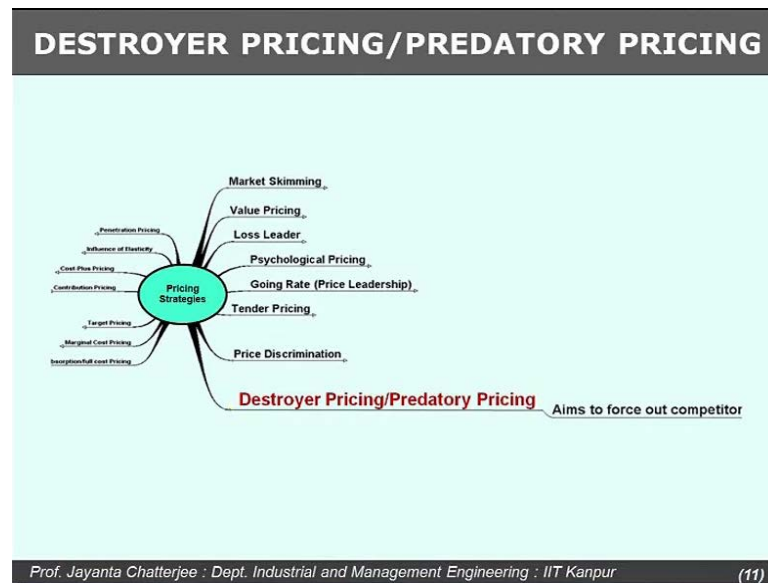 DESTROYER PRICING/PREDATORY PRICING
Market Skimming
Value Pricing
Loss Leader
Psychological Pricing
Going Rate (Price Leadership)
Tender Pricing
Price Discrimination
Destroyer Pricing/Predatory Pricing
Aims to force out competitor
Pricing
Strategies
Penetration Pricing
Influence of Elasticity
Cost-Plus Pricing
Contribution Pricing
Target Pricing
Marginal Cost Pricing
bsorption/full cost Pricing
Prof. Jayanta Chatterjee : Dept. Industrial and Management Engineering : IIT Kanpur
(11)